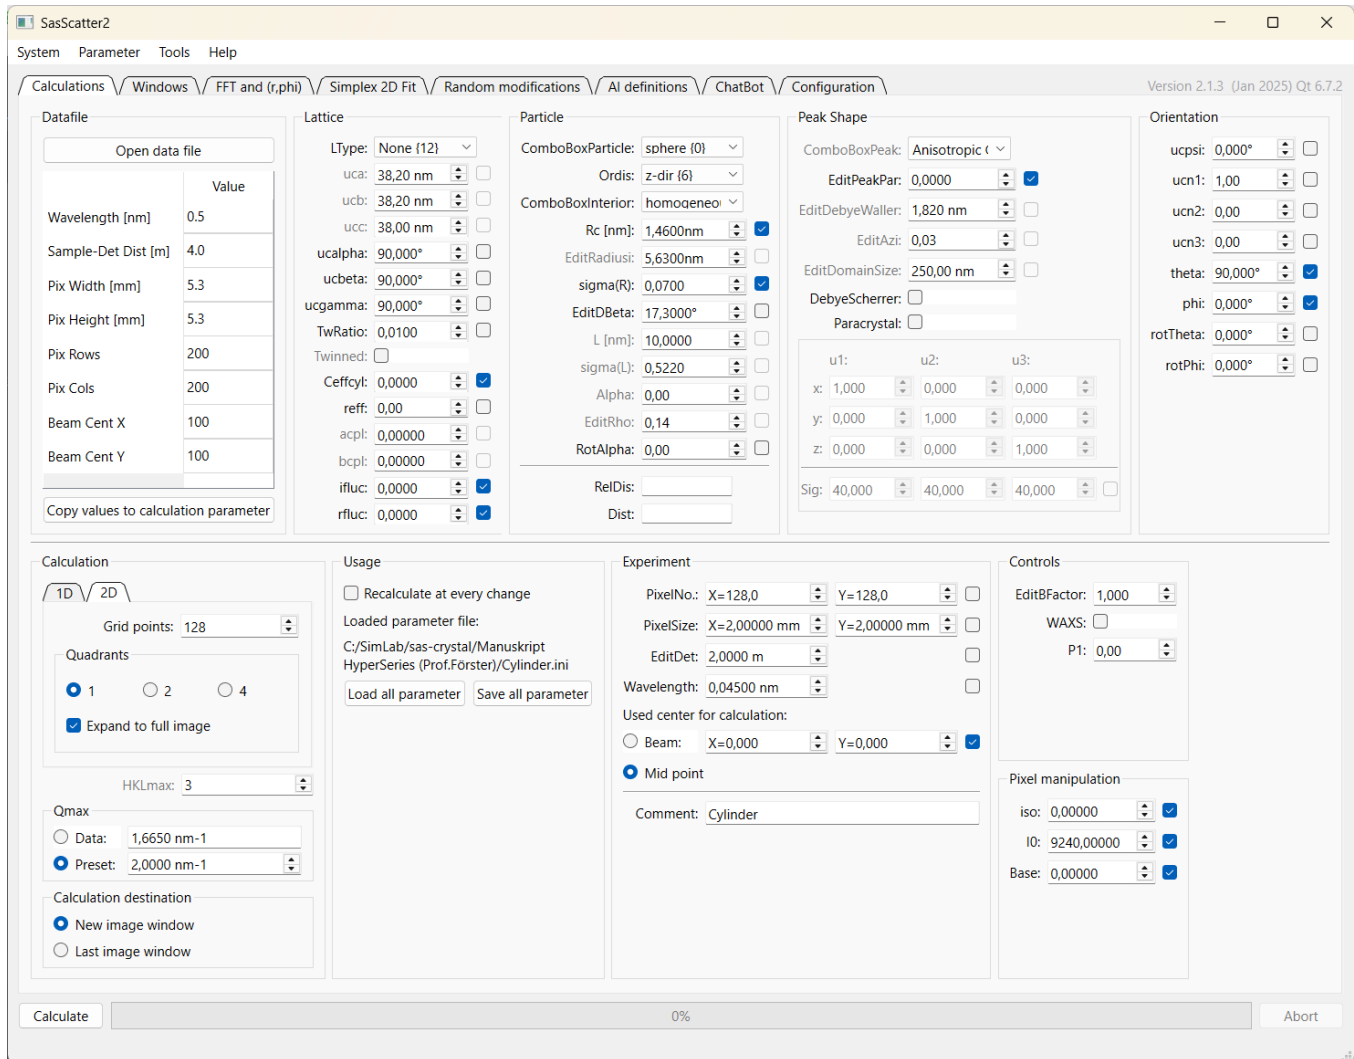 SasScatter2
System Parameter Tools Help
Calculations Windows FFT and (r,phi) Simplex 2D Fit Random modifications AI definitions ChatBot Configuration Version 2.1.3 (Jan 2025) Qt 6.7.2
Datafile
Open data file
Value
Wavelength [nm] 0.5
Sample-Det Dist [m] 4.0
Pix Width [mm] 5.3
Pix Height [mm] 5.3
Pix Rows 200
Pix Cols 200
Beam Cent X 100
Beam Cent Y 100
Copy values to calculation parameter
Lattice
LType: None {12}
uca: 38,20 nm
ucb: 38,20 nm
ucc: 38,00 nm
ucalpha: 90,000°
ucbeta: 90,000°
ucgamma: 90,000°
TwRatio: 0,0100
Twinned:
Ceffcyl: 0,0000
reff: 0,00
acpl: 0,00000
bcpl: 0,00000
ifluc: 0,0000
rfluc: 0,0000
Particle
ComboBoxParticle: sphere {0}
Ordis: z-dir {6}
ComboBoxInterior: homogeneou
Rc [nm]: 1,4600nm
EditRadiusi: 5,6300nm
sigma(R): 0,0700
EditDBeta: 17,3000°
L [nm]: 10,0000
sigma(L): 0,5220
Alpha: 0,00
EditRho: 0,14
RotAlpha: 0,00
RelDis:
Dist:
Peak Shape
ComboBoxPeak: Anisotropic (
EditPeakPar: 0,0000
EditDebyeWaller: 1,820 nm
EditAzi: 0,03
EditDomainSize: 250,00 nm
DebyeScherrer:
Paracrystal:
u1: u2: u3:
x: 1,000 0,000 0,000
y: 0,000 1,000 0,000
z: 0,000 0,000 1,000
Sig: 40,000 40,000 40,000
Orientation
ucpsi: 0,000°
ucn1: 1,00
ucn2: 0,00
ucn3: 0,00
theta: 90,000°
phi: 0,000°
rotTheta: 0,000°
rotPhi: 0,000°
Calculation
1D 2D
Grid points: 128
Quadrants
1 2 4
Expand to full image
HKLmax: 3
Qmax
Data: 1,6650 nm-1
Preset: 2,0000 nm-1
Calculation destination
New image window
Last image window
Usage
Recalculate at every change
Loaded parameter file:
C:/SimLab/sas-crystal/Manuskript
HyperSeries (Prof.Förster)/Cylinder.ini
Load all parameter Save all parameter
Experiment
PixelNo.: X=128,0 Y=128,0
PixelSize: X=2,00000 mm Y=2,00000 mm
EditDet: 2,0000 m
Wavelength: 0,04500 nm
Used center for calculation:
Beam: X=0,000 Y=0,000
Mid point
Comment: Cylinder
Controls
EditBFactor: 1,000
WAXS:
P1: 0,00
Pixel manipulation
iso: 0,00000
I0: 9240,00000
Base: 0,00000
Calculate 0% Abort